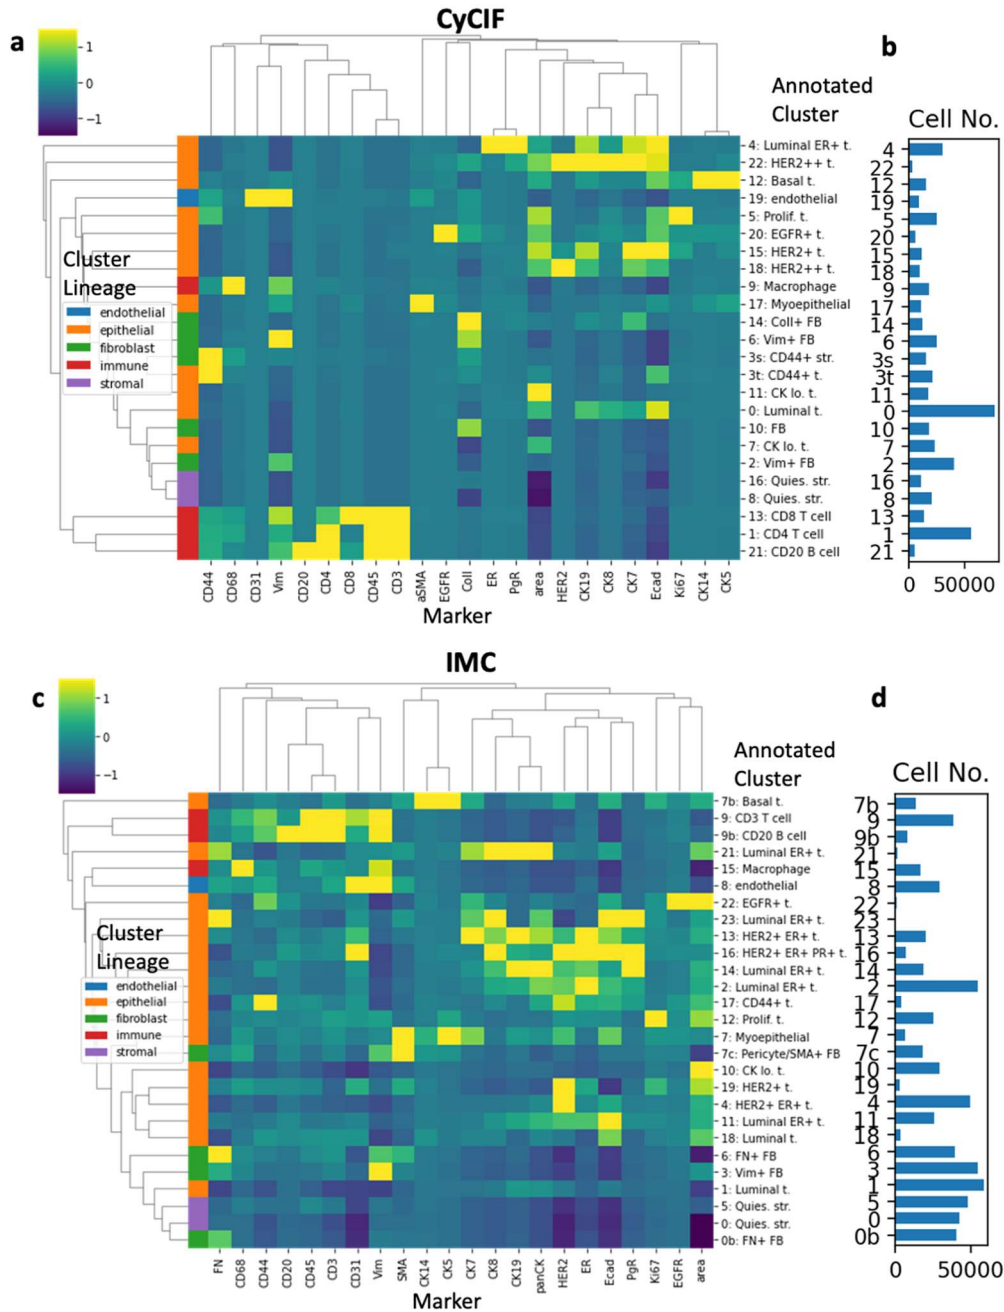 CyCIF
a
1
0
−1
b
Annotated
Cluster
Cell No.
Cluster
Lineage
endothelial
epithelial
fibroblast
immune
stromal
4: Luminal ER+ t.
22: HER2++ t.
12: Basal t.
19: endothelial
5: Prolif. t.
20: EGFR+ t.
15: HER2+ t.
18: HER2++ t.
9: Macrophage
17: Myoepithelial
14: ColI+ FB
6: Vim+ FB
3s: CD44+ str.
3t: CD44+ t.
11: CK lo. t.
0: Luminal t.
10: FB
7: CK lo. t.
2: Vim+ FB
16: Quies. str.
8: Quies. str.
13: CD8 T cell
1: CD4 T cell
21: CD20 B cell
4
22
12
19
5
20
15
18
9
17
14
6
3s
3t
11
0
10
7
2
16
8
13
1
21
0 50000
CD44 CD68 CD31 Vim CD20 CD4 CD8 CD45 CD3 aSMA EGFR ColI ER PgR area HER2 CK19 CK8 CK7 Ecad Ki67 CK14 CK5
Marker
IMC
c
1
0
−1
d
Annotated
Cluster
Cell No.
Cluster
Lineage
endothelial
epithelial
fibroblast
immune
stromal
7b: Basal t.
9: CD3 T cell
9b: CD20 B cell
21: Luminal ER+ t.
15: Macrophage
8: endothelial
22: EGFR+ t.
23: Luminal ER+ t.
13: HER2+ ER+ t.
16: HER2+ ER+ PR+ t.
14: Luminal ER+ t.
2: Luminal ER+ t.
17: CD44+ t.
12: Prolif. t.
7: Myoepithelial
7c: Pericyte/SMA+ FB
10: CK lo. t.
19: HER2+ t.
4: HER2+ ER+ t.
11: Luminal ER+ t.
18: Luminal t.
6: FN+ FB
3: Vim+ FB
1: Luminal t.
5: Quies. str.
0: Quies. str.
0b: FN+ FB
7b
9
9b
21
15
8
22
23
13
16
14
2
17
12
7
7c
10
19
4
11
18
6
3
1
5
0
0b
0 50000
FN CD68 CD44 CD20 CD45 CD3 CD31 Vim SMA CK14 CK5 CK7 CK8 CK19 panCK HER2 ER Ecad PgR Ki67 EGFR area
Marker